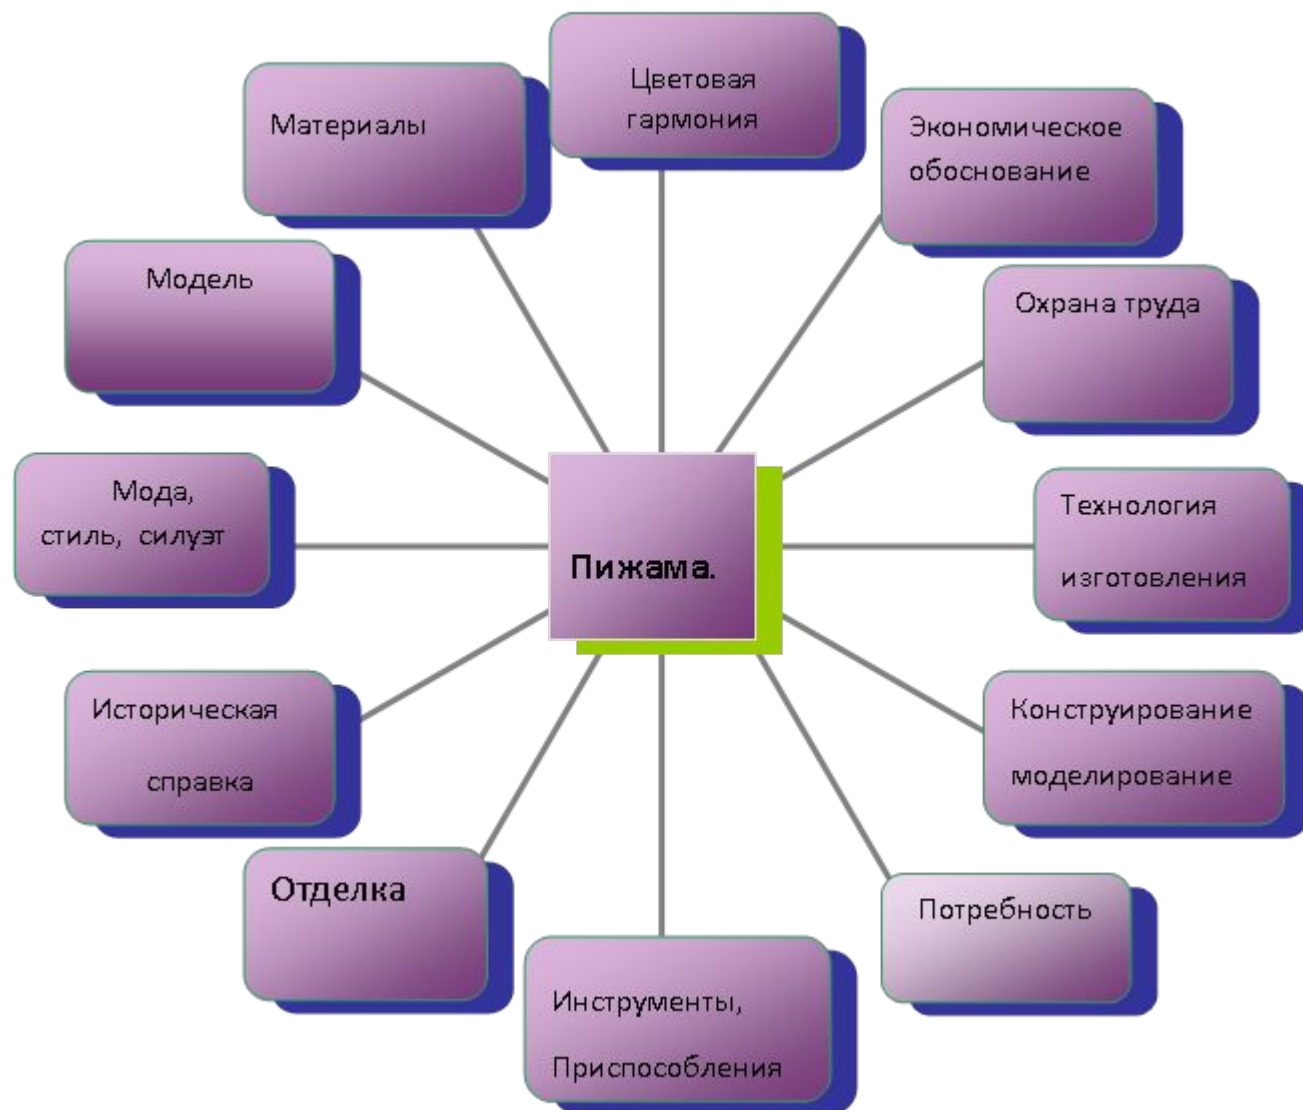 Цветовая
гармония
Материалы
Экономическое
обоснование
Модель
Охрана труда
Мода,
стиль, силуэт
Пижама.
Технология
изготовления
Историческая
справка
Конструирование
моделирование
Отделка
Потребность
Инструменты,
Приспособления